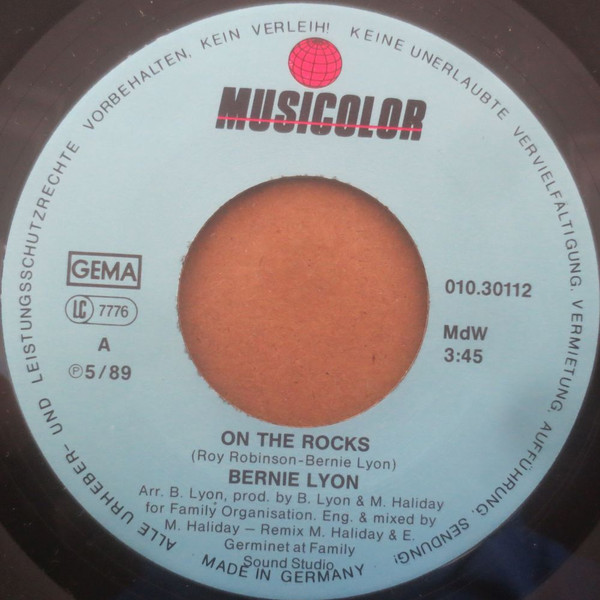 ALLE URHEBER- UND LEISTUNGSSCHUTZRECHTE VORBEHALTEN, KEIN VERLEIH! KEINE UNERLAUBTE VERVIELFÄLTIGUNG, VERMIETUNG, AUFFÜHRUNG, SENDUNG!
MUSICOLOR
GEMA
LC 7776
A
℗ 5/89
010.30112
MdW
3:45
ON THE ROCKS
(Roy Robinson-Bernie Lyon)
BERNIE LYON
Arr. B. Lyon, prod. by B. Lyon & M. Haliday
for Family Organisation. Eng. & mixed by
M. Haliday – Remix M. Haliday & E.
Germinet at Family
Sound Studio
MADE IN GERMANY